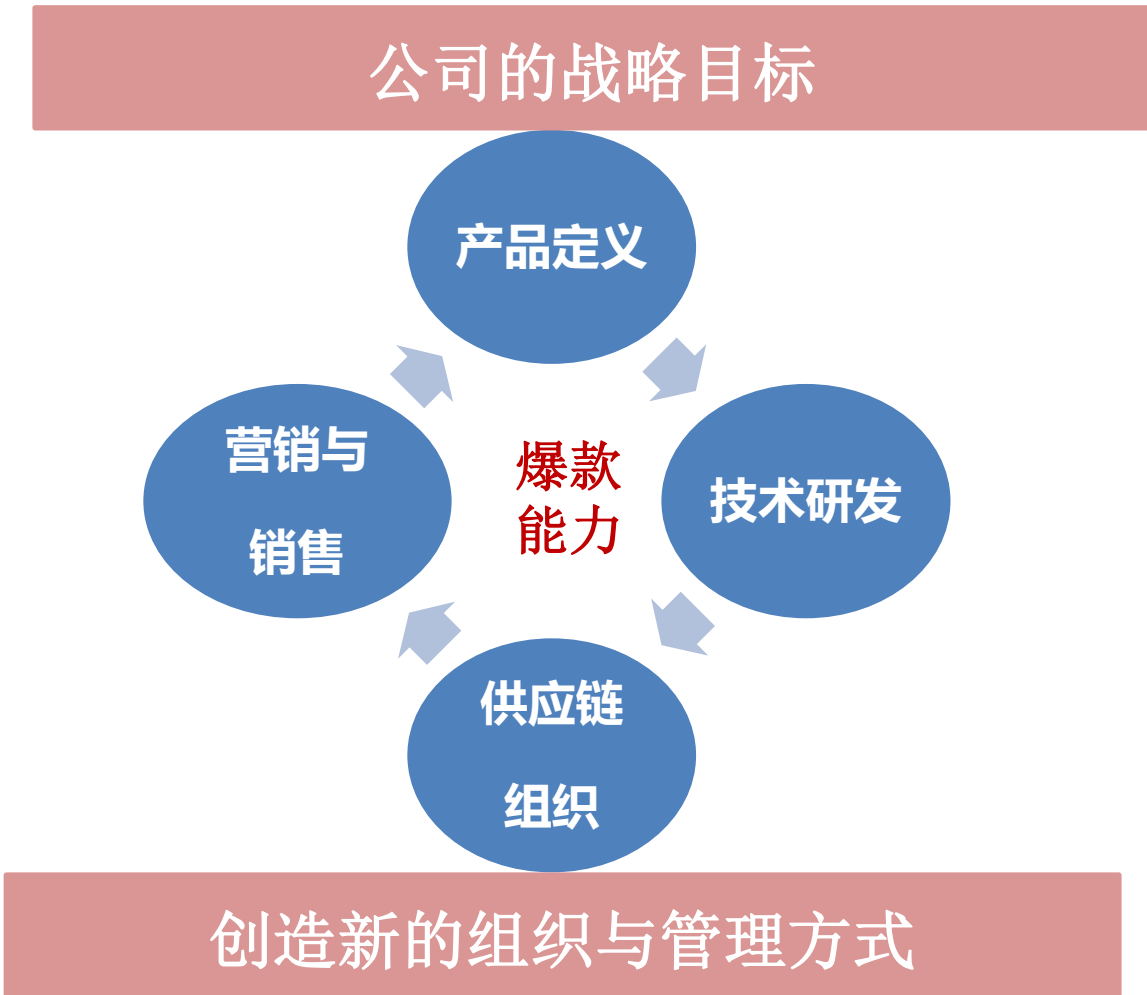 公司的战略目标
产品定义
营销与
销售
爆款
能力
技术研发
供应链
组织
创造新的组织与管理方式